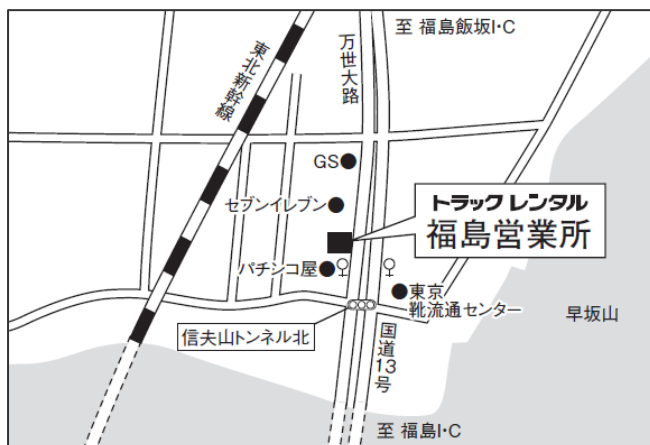 至 福島飯坂I・C
万世大路
東北新幹線
GS
セブンイレブン
トラックレンタル
福島営業所
パチンコ屋
東京
靴流通センター
早坂山
信夫山トンネル北
国道13号
至 福島I・C